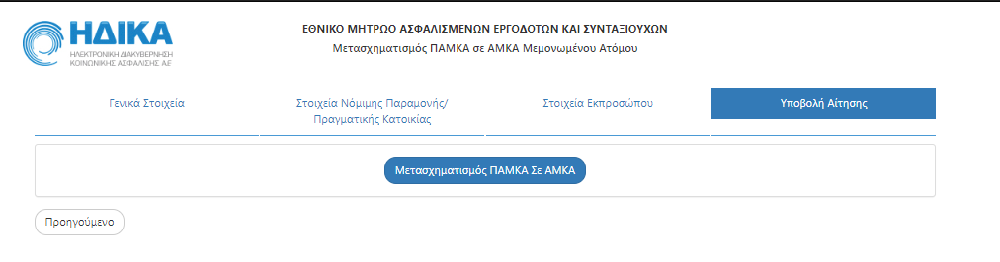 ΗΔΙΚΑ
ΗΛΕΚΤΡΟΝΙΚΗ ΔΙΑΚΥΒΕΡΝΗΣΗ
ΚΟΙΝΩΝΙΚΗΣ ΑΣΦΑΛΙΣΗΣ ΑΕ
ΕΘΝΙΚΟ ΜΗΤΡΩΟ ΑΣΦΑΛΙΣΜΕΝΩΝ ΕΡΓΟΔΟΤΩΝ ΚΑΙ ΣΥΝΤΑΞΙΟΥΧΩΝ
Μετασχηματισμός ΠΑΜΚΑ σε ΑΜΚΑ Μεμονωμένου Ατόμου
Γενικά Στοιχεία
Στοιχεία Νόμιμης Παραμονής/
Πραγματικής Κατοικίας
Στοιχεία Εκπροσώπου
Υποβολή Αίτησης
Μετασχηματισμός ΠΑΜΚΑ Σε ΑΜΚΑ
Προηγούμενο